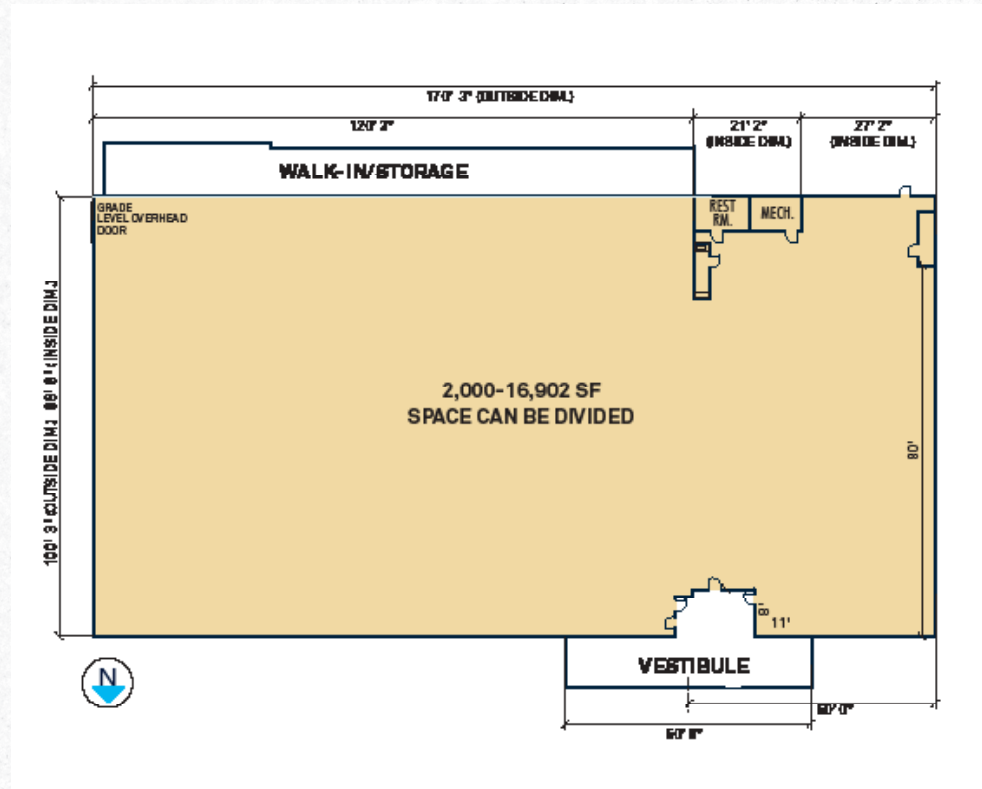 170' 3" (OUTSIDE DIM.)
120' 2"
21' 2"
(INSIDE DIM.)
27' 2"
(INSIDE DIM.)
WALK-IN/STORAGE
GRADE
LEVEL OVERHEAD
DOOR
REST
RM.
MECH.
100' 3" (OUTSIDE DIM.) (INSIDE DIM.)
2,000-16,902 SF
SPACE CAN BE DIVIDED
80'
8'
11'
N
VESTIBULE